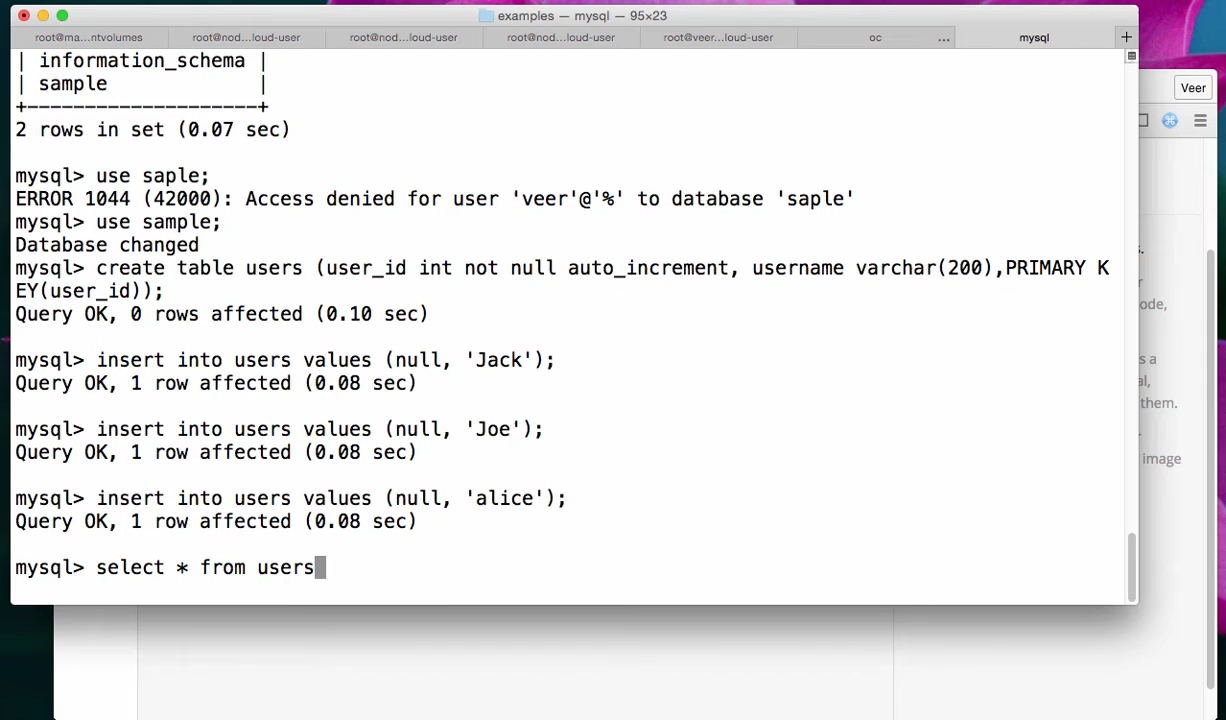 examples — mysql — 95×23
root@ma...ntvolumes root@nod...loud-user root@nod...loud-user root@nod...loud-user root@veer...loud-user oc ... mysql +
| information_schema |
| sample |
+--------------------+
2 rows in set (0.07 sec)
mysql> use saple;
ERROR 1044 (42000): Access denied for user 'veer'@'%' to database 'saple'
mysql> use sample;
Database changed
mysql> create table users (user_id int not null auto_increment, username varchar(200),PRIMARY K
EY(user_id));
Query OK, 0 rows affected (0.10 sec)
mysql> insert into users values (null, 'Jack');
Query OK, 1 row affected (0.08 sec)
mysql> insert into users values (null, 'Joe');
Query OK, 1 row affected (0.08 sec)
mysql> insert into users values (null, 'alice');
Query OK, 1 row affected (0.08 sec)
mysql> select * from users
Veer
s.
r
ode,
s a
al,
them.
image